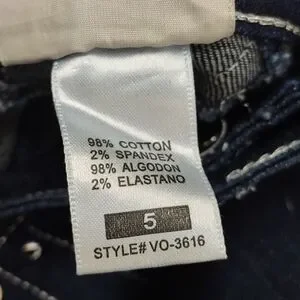 98% COTTON
2% SPANDEX
98% ALGODON
2% ELASTANO
5
STYLE# VO-3616